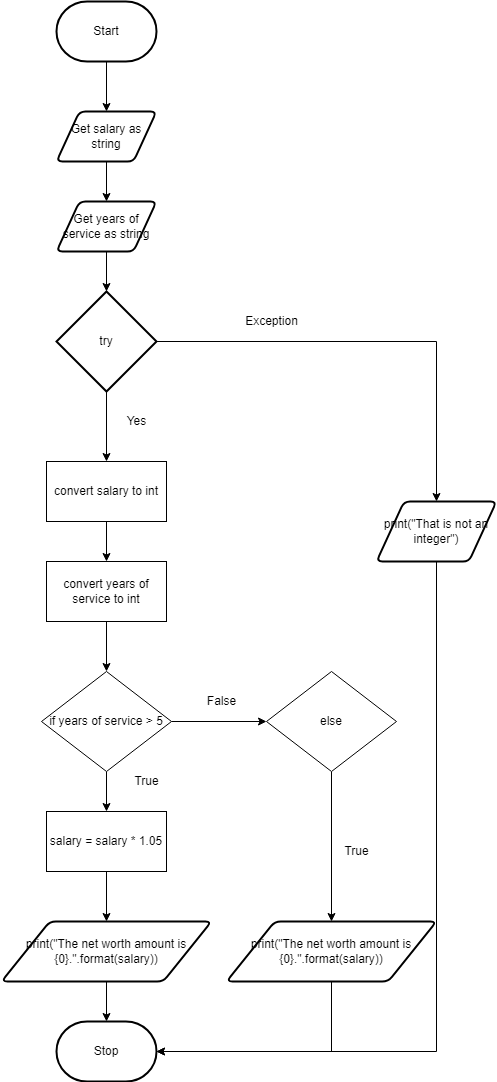 Start
Get salary as
string
Get years of
service as string
try
Exception
Yes
convert salary to int
print("That is not an
integer")
convert years of
service to int
if years of service > 5
False
else
True
salary = salary * 1.05
True
print("The net worth amount is
{0}.".format(salary))
print("The net worth amount is
{0}.".format(salary))
Stop